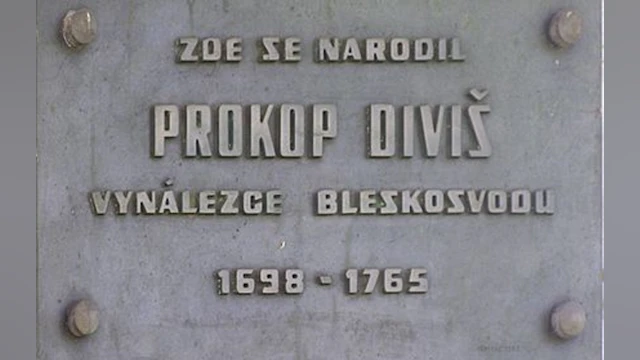 ZDE SE NARODIL
PROKOP DIVIŠ
VYNÁLEZCE BLESKOSVODU
1698 - 1765